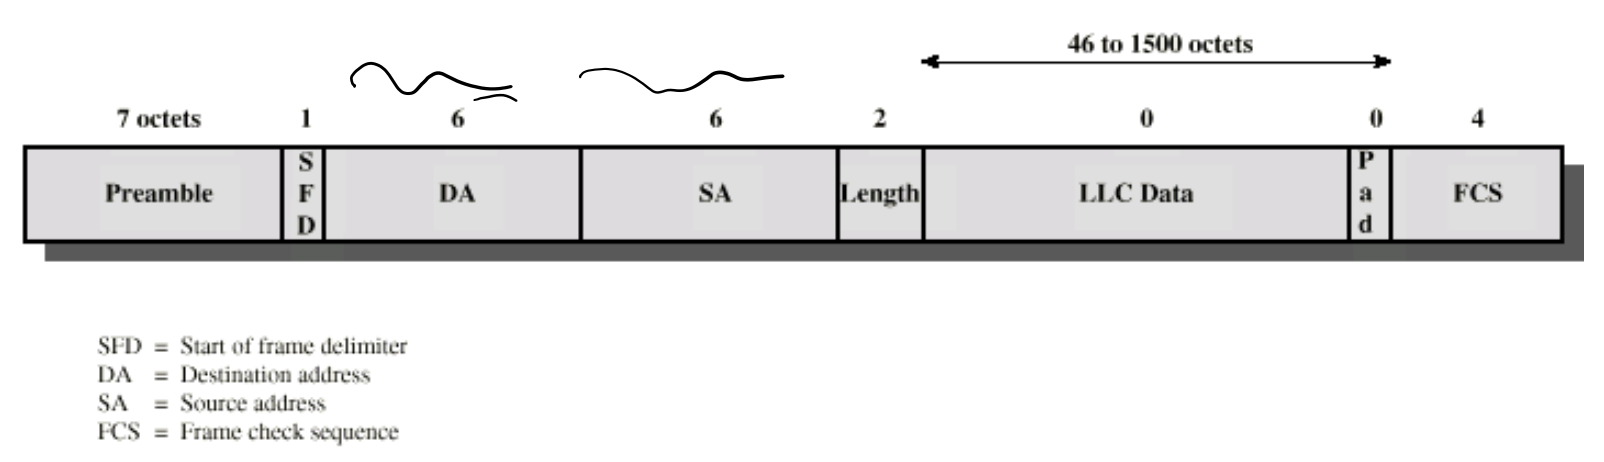 46 to 1500 octets
7 octets 1 6 6 2 0 0 4
Preamble SFD DA SA Length LLC Data Pad FCS
SFD = Start of frame delimiter
DA = Destination address
SA = Source address
FCS = Frame check sequence